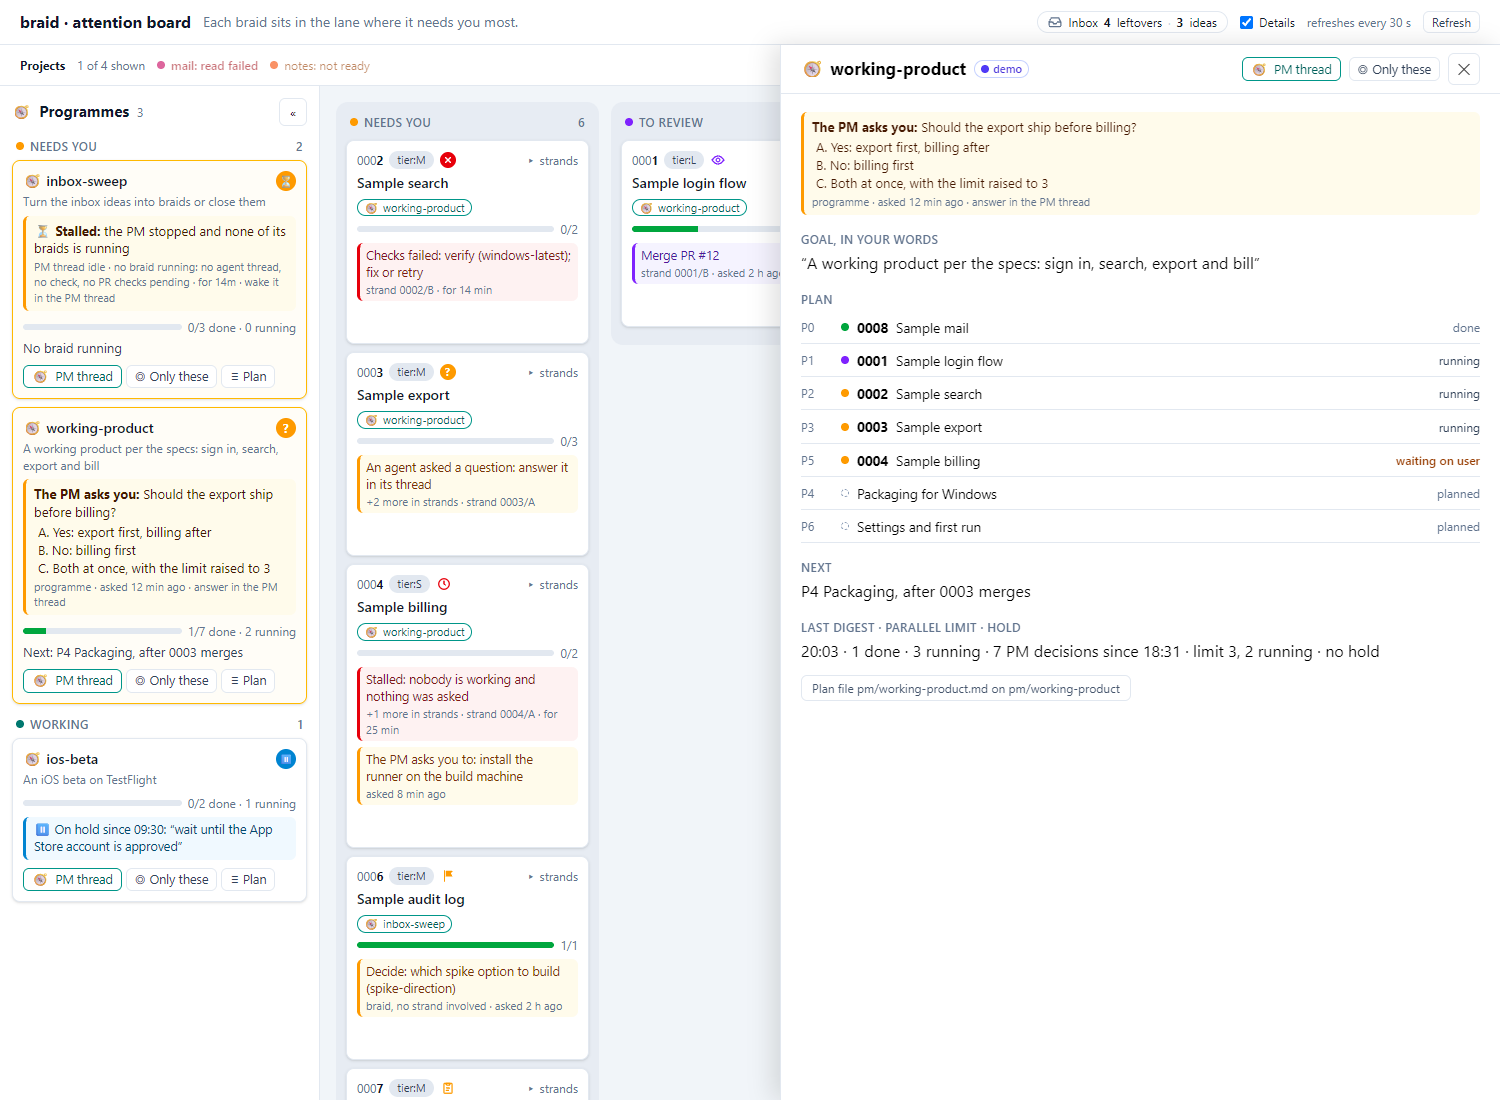 braid · attention board
Each braid sits in the lane where it needs you most.
Inbox 4 leftovers · 3 ideas
Details
refreshes every 30 s
Refresh
Projects
1 of 4 shown
mail: read failed
notes: not ready
Programmes 3
«
NEEDS YOU 2
inbox-sweep
Turn the inbox ideas into braids or close them
Stalled: the PM stopped and none of its
braids is running
PM thread idle · no braid running: no agent thread,
no check, no PR checks pending · for 14m · wake it
in the PM thread
0/3 done · 0 running
No braid running
PM thread
Only these
Plan
working-product
?
A working product per the specs: sign in, search,
export and bill
The PM asks you: Should the export ship
before billing?
A. Yes: export first, billing after
B. No: billing first
C. Both at once, with the limit raised to 3
programme · asked 12 min ago · answer in the PM
thread
1/7 done · 2 running
Next: P4 Packaging, after 0003 merges
PM thread
Only these
Plan
WORKING 1
ios-beta
An iOS beta on TestFlight
0/2 done · 1 running
On hold since 09:30: “wait until the App
Store account is approved”
PM thread
Only these
Plan
NEEDS YOU 6
0002 tier:M
strands
Sample search
working-product
0/2
Checks failed: verify (windows-latest);
fix or retry
strand 0002/B · for 14 min
0003 tier:M ?
strands
Sample export
working-product
0/3
An agent asked a question: answer it
in its thread
+2 more in strands · strand 0003/A
0004 tier:S
strands
Sample billing
working-product
0/2
Stalled: nobody is working and
nothing was asked
+1 more in strands · strand 0004/A · for
25 min
The PM asks you to: install the
runner on the build machine
asked 8 min ago
0006 tier:M
strands
Sample audit log
inbox-sweep
1/1
Decide: which spike option to build
(spike-direction)
braid, no strand involved · asked 2 h ago
0007 tier:M
strands
TO REVIEW
0001 tier:L
Sample login flow
working-product
Merge PR #12
strand 0001/B · asked 2 h ago
working-product
demo
PM thread
Only these
The PM asks you: Should the export ship before billing?
A. Yes: export first, billing after
B. No: billing first
C. Both at once, with the limit raised to 3
programme · asked 12 min ago · answer in the PM thread
GOAL, IN YOUR WORDS
“A working product per the specs: sign in, search, export and bill”
PLAN
P0 0008 Sample mail done
P1 0001 Sample login flow running
P2 0002 Sample search running
P3 0003 Sample export running
P5 0004 Sample billing waiting on user
P4 Packaging for Windows planned
P6 Settings and first run planned
NEXT
P4 Packaging, after 0003 merges
LAST DIGEST · PARALLEL LIMIT · HOLD
20:03 · 1 done · 3 running · 7 PM decisions since 18:31 · limit 3, 2 running · no hold
Plan file pm/working-product.md on pm/working-product